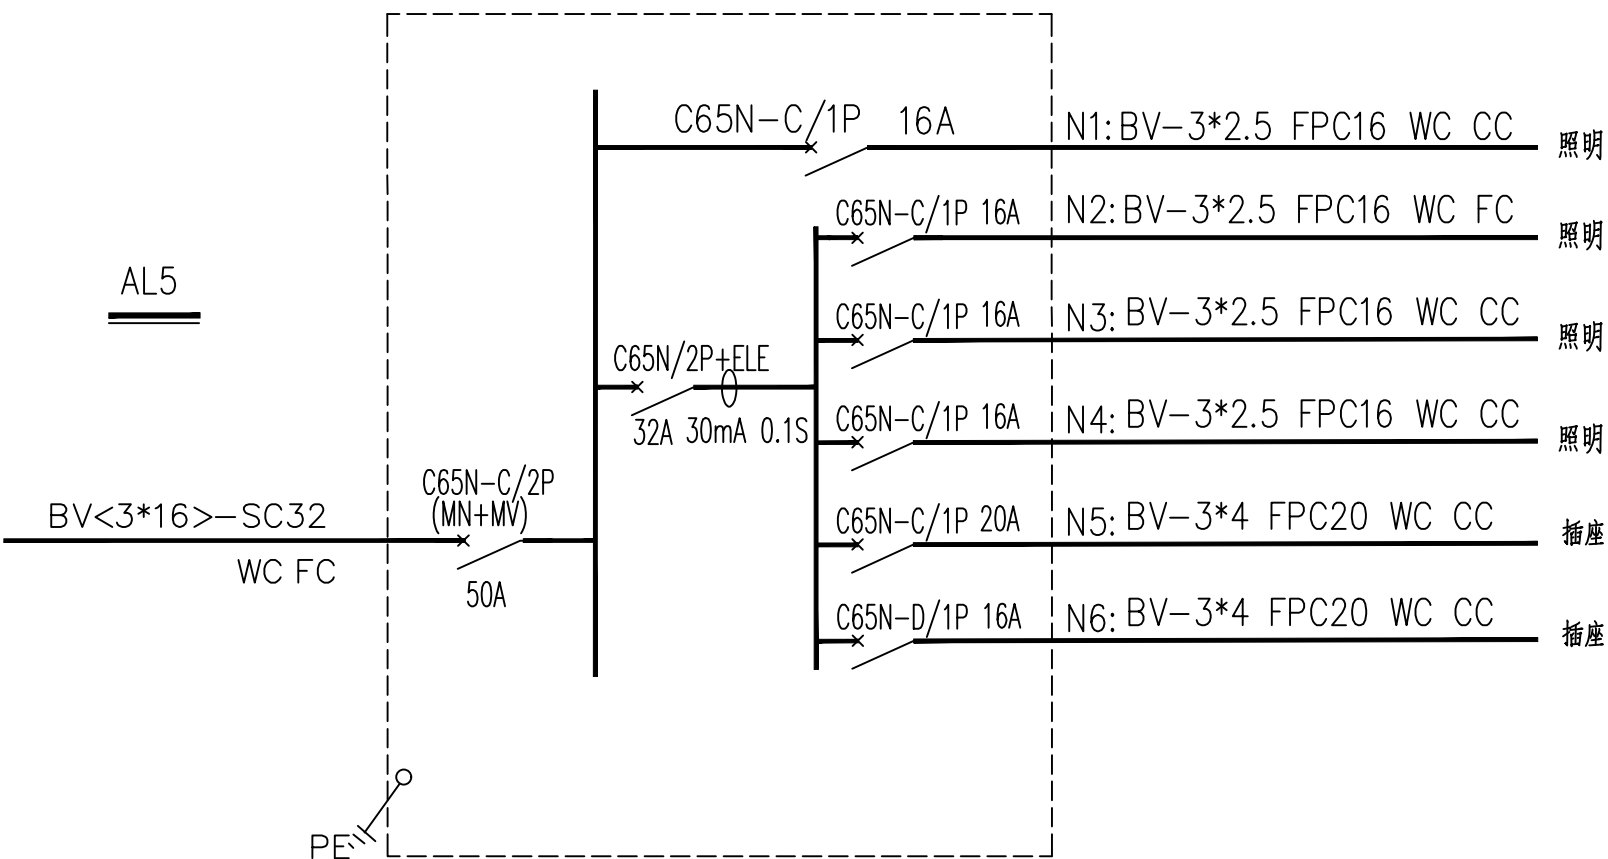 C65N-C/1P 16A N1: BV-3*2.5 FPC16 WC CC 照明
C65N-C/1P 16A N2: BV-3*2.5 FPC16 WC FC 照明
AL5
C65N-C/1P 16A N3: BV-3*2.5 FPC16 WC CC 照明
C65N/2P+ELE
32A 30mA 0.1S
C65N-C/1P 16A N4: BV-3*2.5 FPC16 WC CC 照明
C65N-C/2P
(MN+MV)
BV<3*16>-SC32
WC FC
50A
C65N-C/1P 20A N5: BV-3*4 FPC20 WC CC 插座
C65N-D/1P 16A N6: BV-3*4 FPC20 WC CC 插座
PE